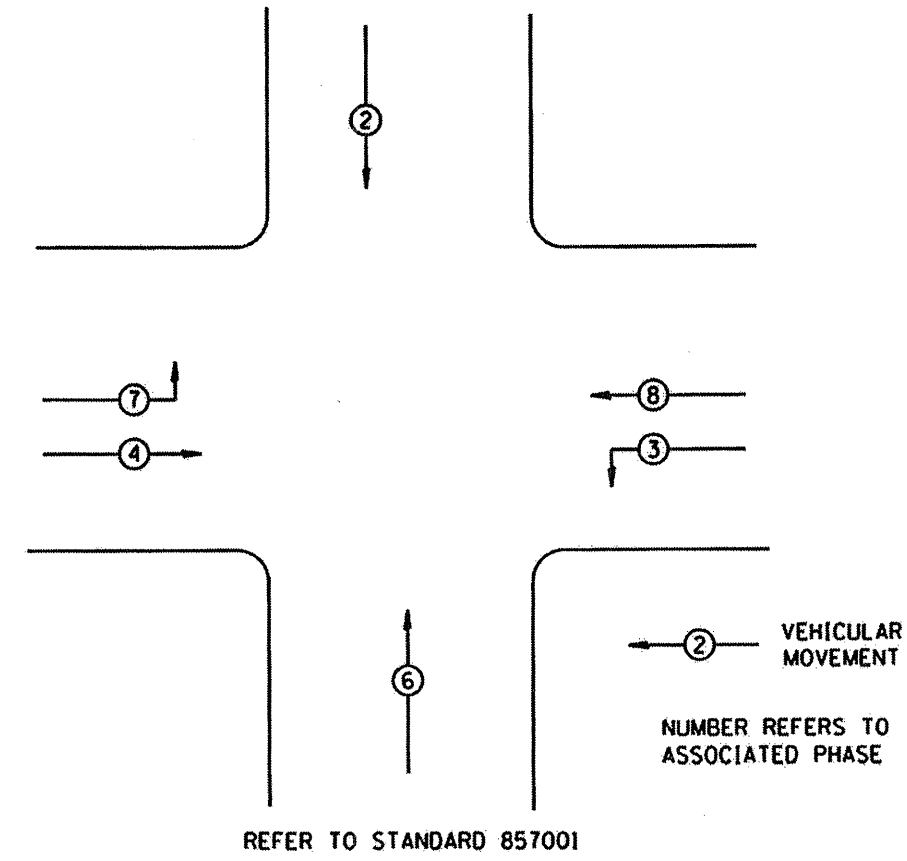 2
7
8
4
3
2
VEHICULAR
MOVEMENT
6
NUMBER REFERS TO
ASSOCIATED PHASE
REFER TO STANDARD 857001